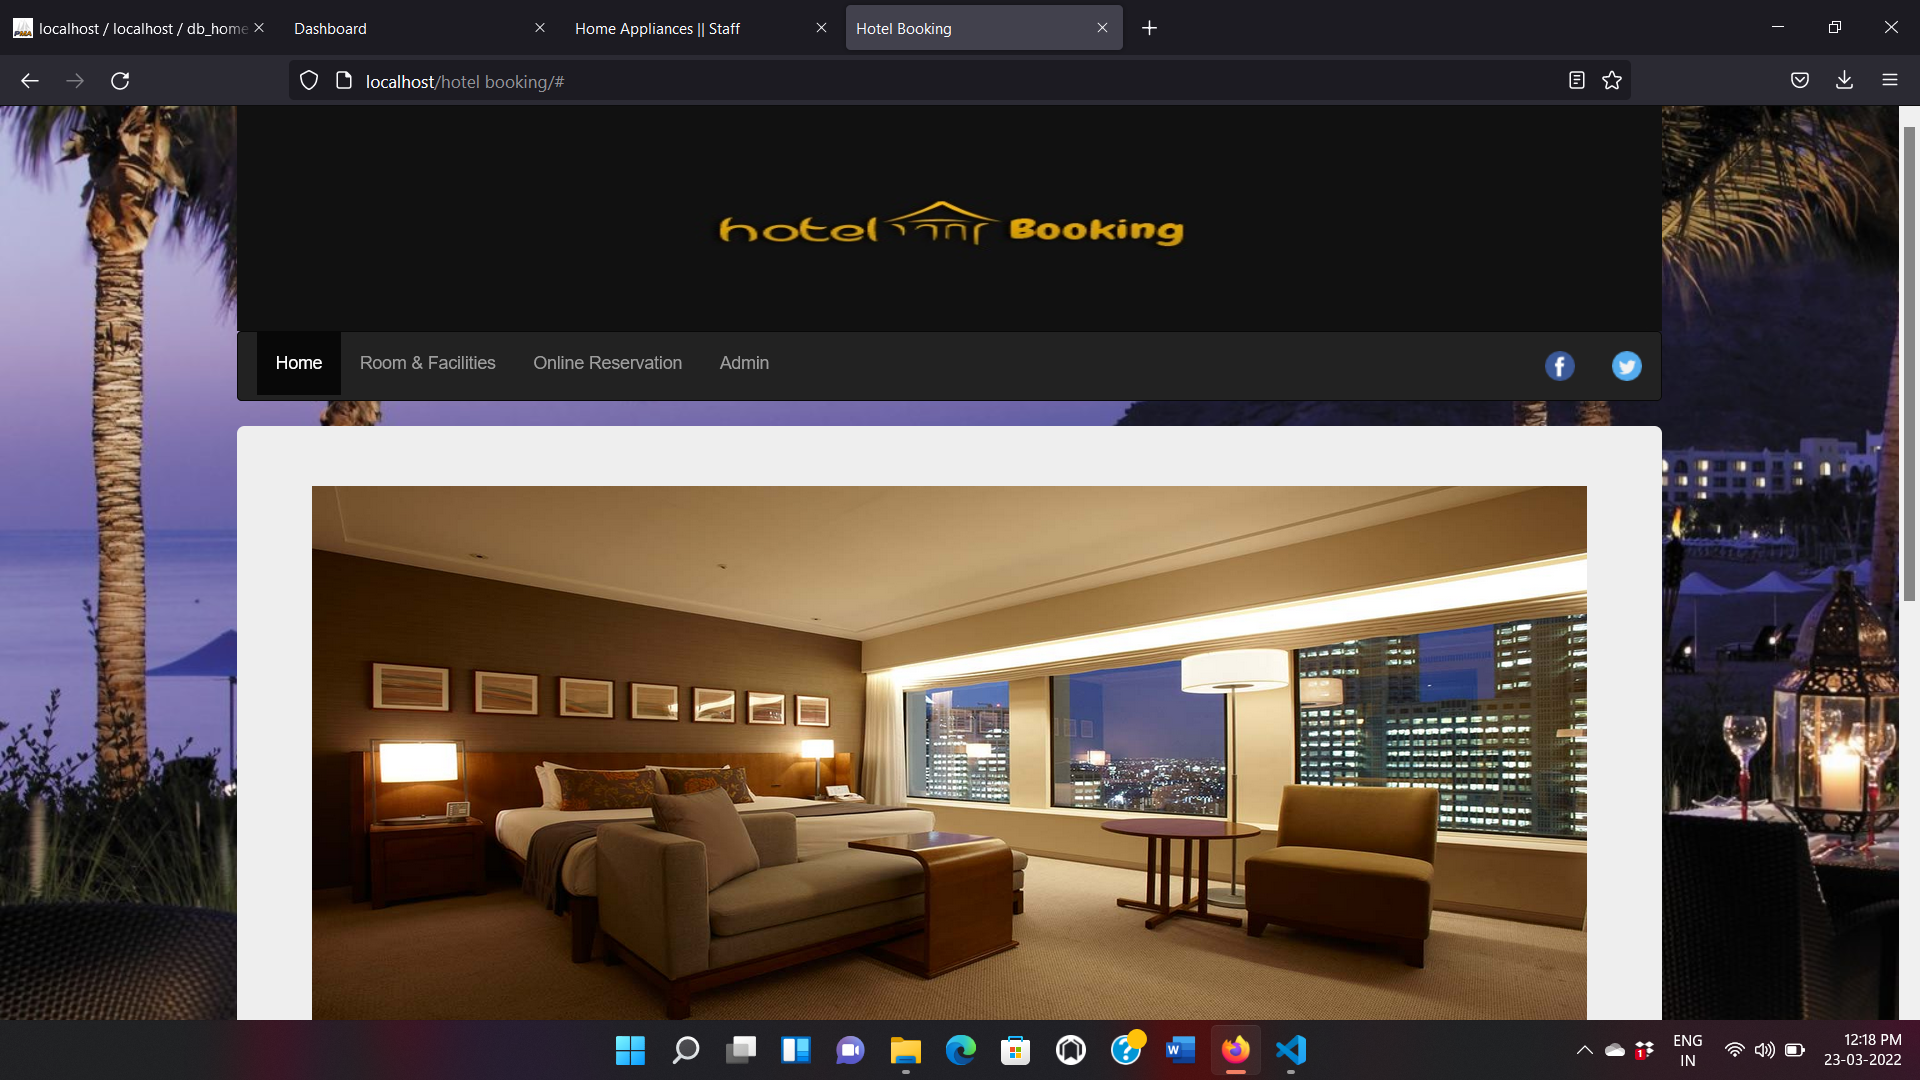 localhost / localhost / db_home
Dashboard
Home Appliances || Staff
Hotel Booking
localhost/hotel booking/#
hotel Booking
Home
Room & Facilities
Online Reservation
Admin
ENG
IN
12:18 PM
23-03-2022